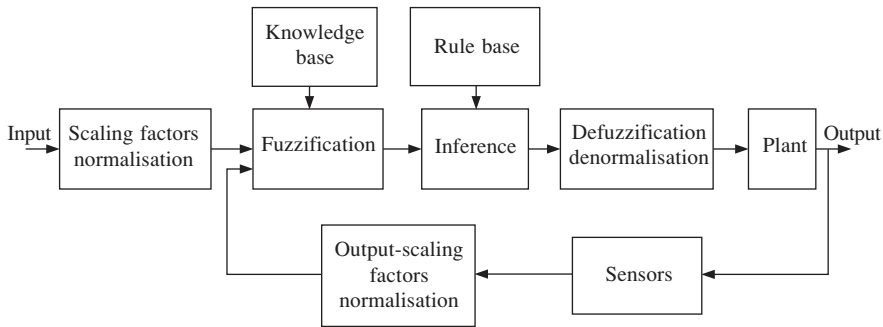 Knowledge
base
Rule base
Input
Scaling factors
normalisation
Fuzzification
Inference
Defuzzification
denormalisation
Plant
Output
Output-scaling
factors
normalisation
Sensors